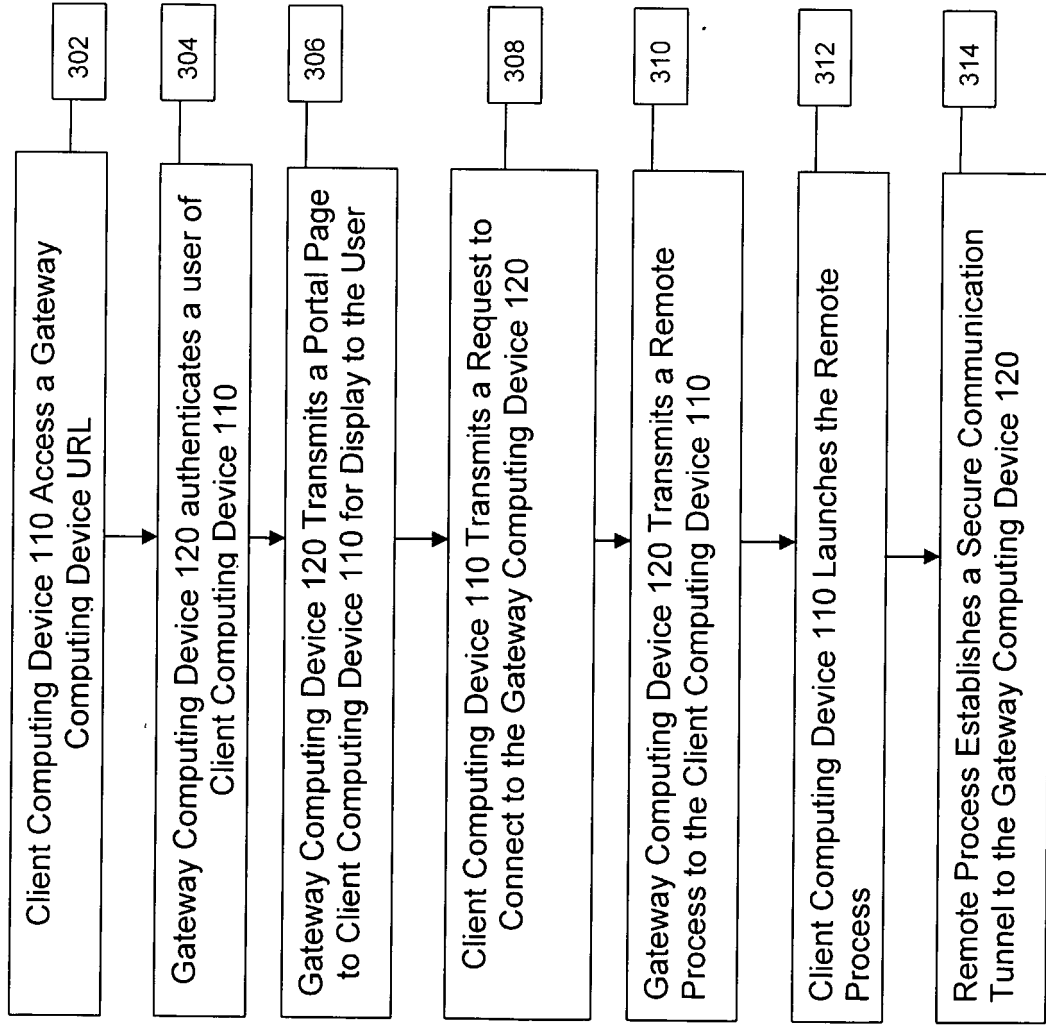 Client Computing Device 110 Access a Gateway
Computing Device URL
302
Gateway Computing Device 120 authenticates a user of
Client Computing Device 110
304
Gateway Computing Device 120 Transmits a Portal Page
to Client Computing Device 110 for Display to the User
306
Client Computing Device 110 Transmits a Request to
Connect to the Gateway Computing Device 120
308
Gateway Computing Device 120 Transmits a Remote
Process to the Client Computing Device 110
310
Client Computing Device 110 Launches the Remote
Process
312
Remote Process Establishes a Secure Communication
Tunnel to the Gateway Computing Device 120
314